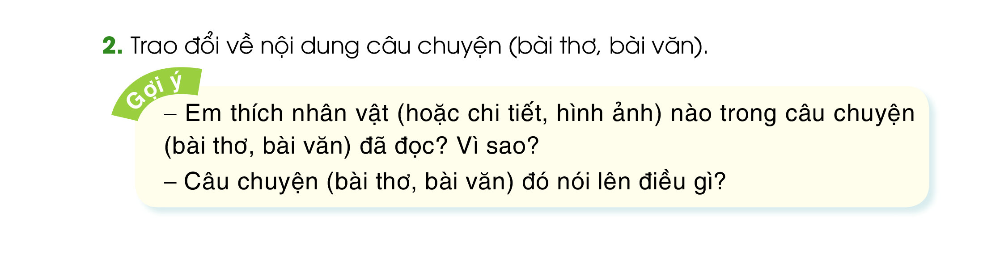 2. Trao đổi về nội dung câu chuyện (bài thơ, bài văn).
Gợi ý
– Em thích nhân vật (hoặc chi tiết, hình ảnh) nào trong câu chuyện
(bài thơ, bài văn) đã đọc? Vì sao?
– Câu chuyện (bài thơ, bài văn) đó nói lên điều gì?